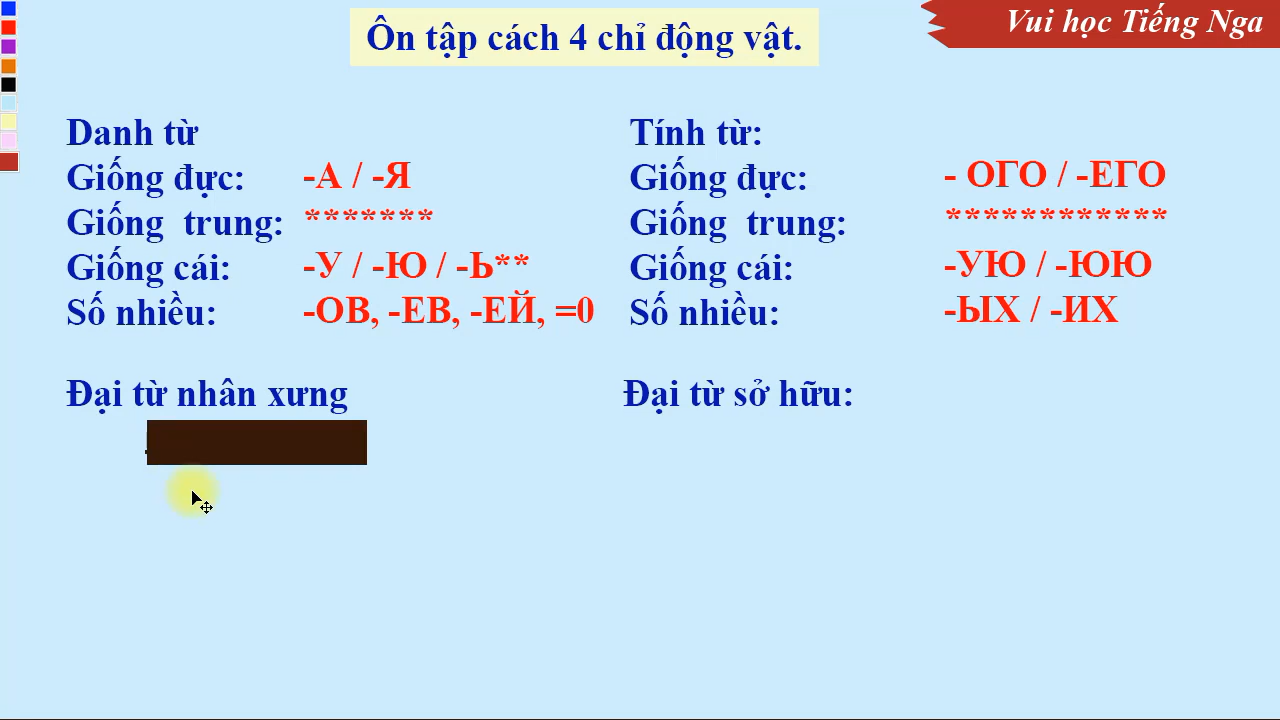 Vui học Tiếng Nga
Ôn tập cách 4 chỉ động vật.
Danh từ
Giống đực: -А / -Я
Giống trung: *******
Giống cái: -У / -Ю / -Ь**
Số nhiều: -ОВ, -ЕВ, -ЕЙ, =0
Tính từ:
Giống đực: - ОГО / -ЕГО
Giống trung: ************
Giống cái: -УЮ / -ЮЮ
Số nhiều: -ЫХ / -ИХ
Đại từ nhân xưng
Đại từ sở hữu: